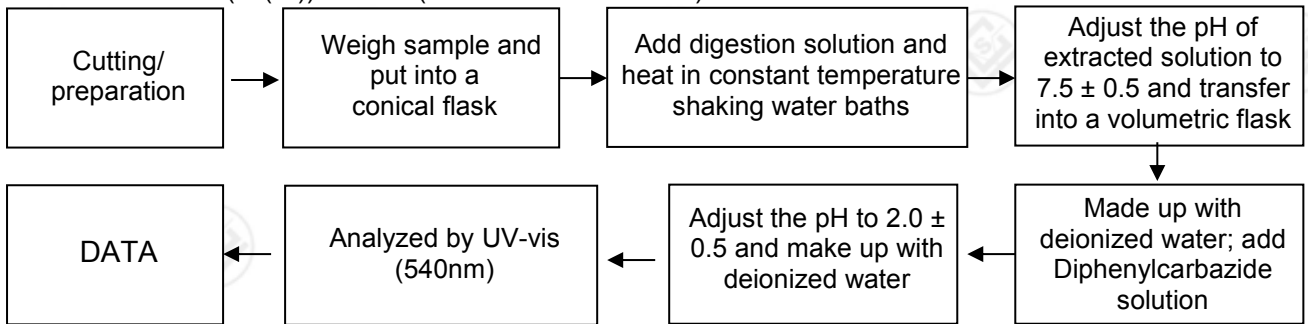 Cutting/
preparation
Weigh sample and
put into a
conical flask
Add digestion solution and
heat in constant temperature
shaking water baths
Adjust the pH of
extracted solution to
7.5 ± 0.5 and transfer
into a volumetric flask
Made up with
deionized water; add
Diphenylcarbazide
solution
Adjust the pH to 2.0 ±
0.5 and make up with
deionized water
Analyzed by UV-vis
(540nm)
DATA